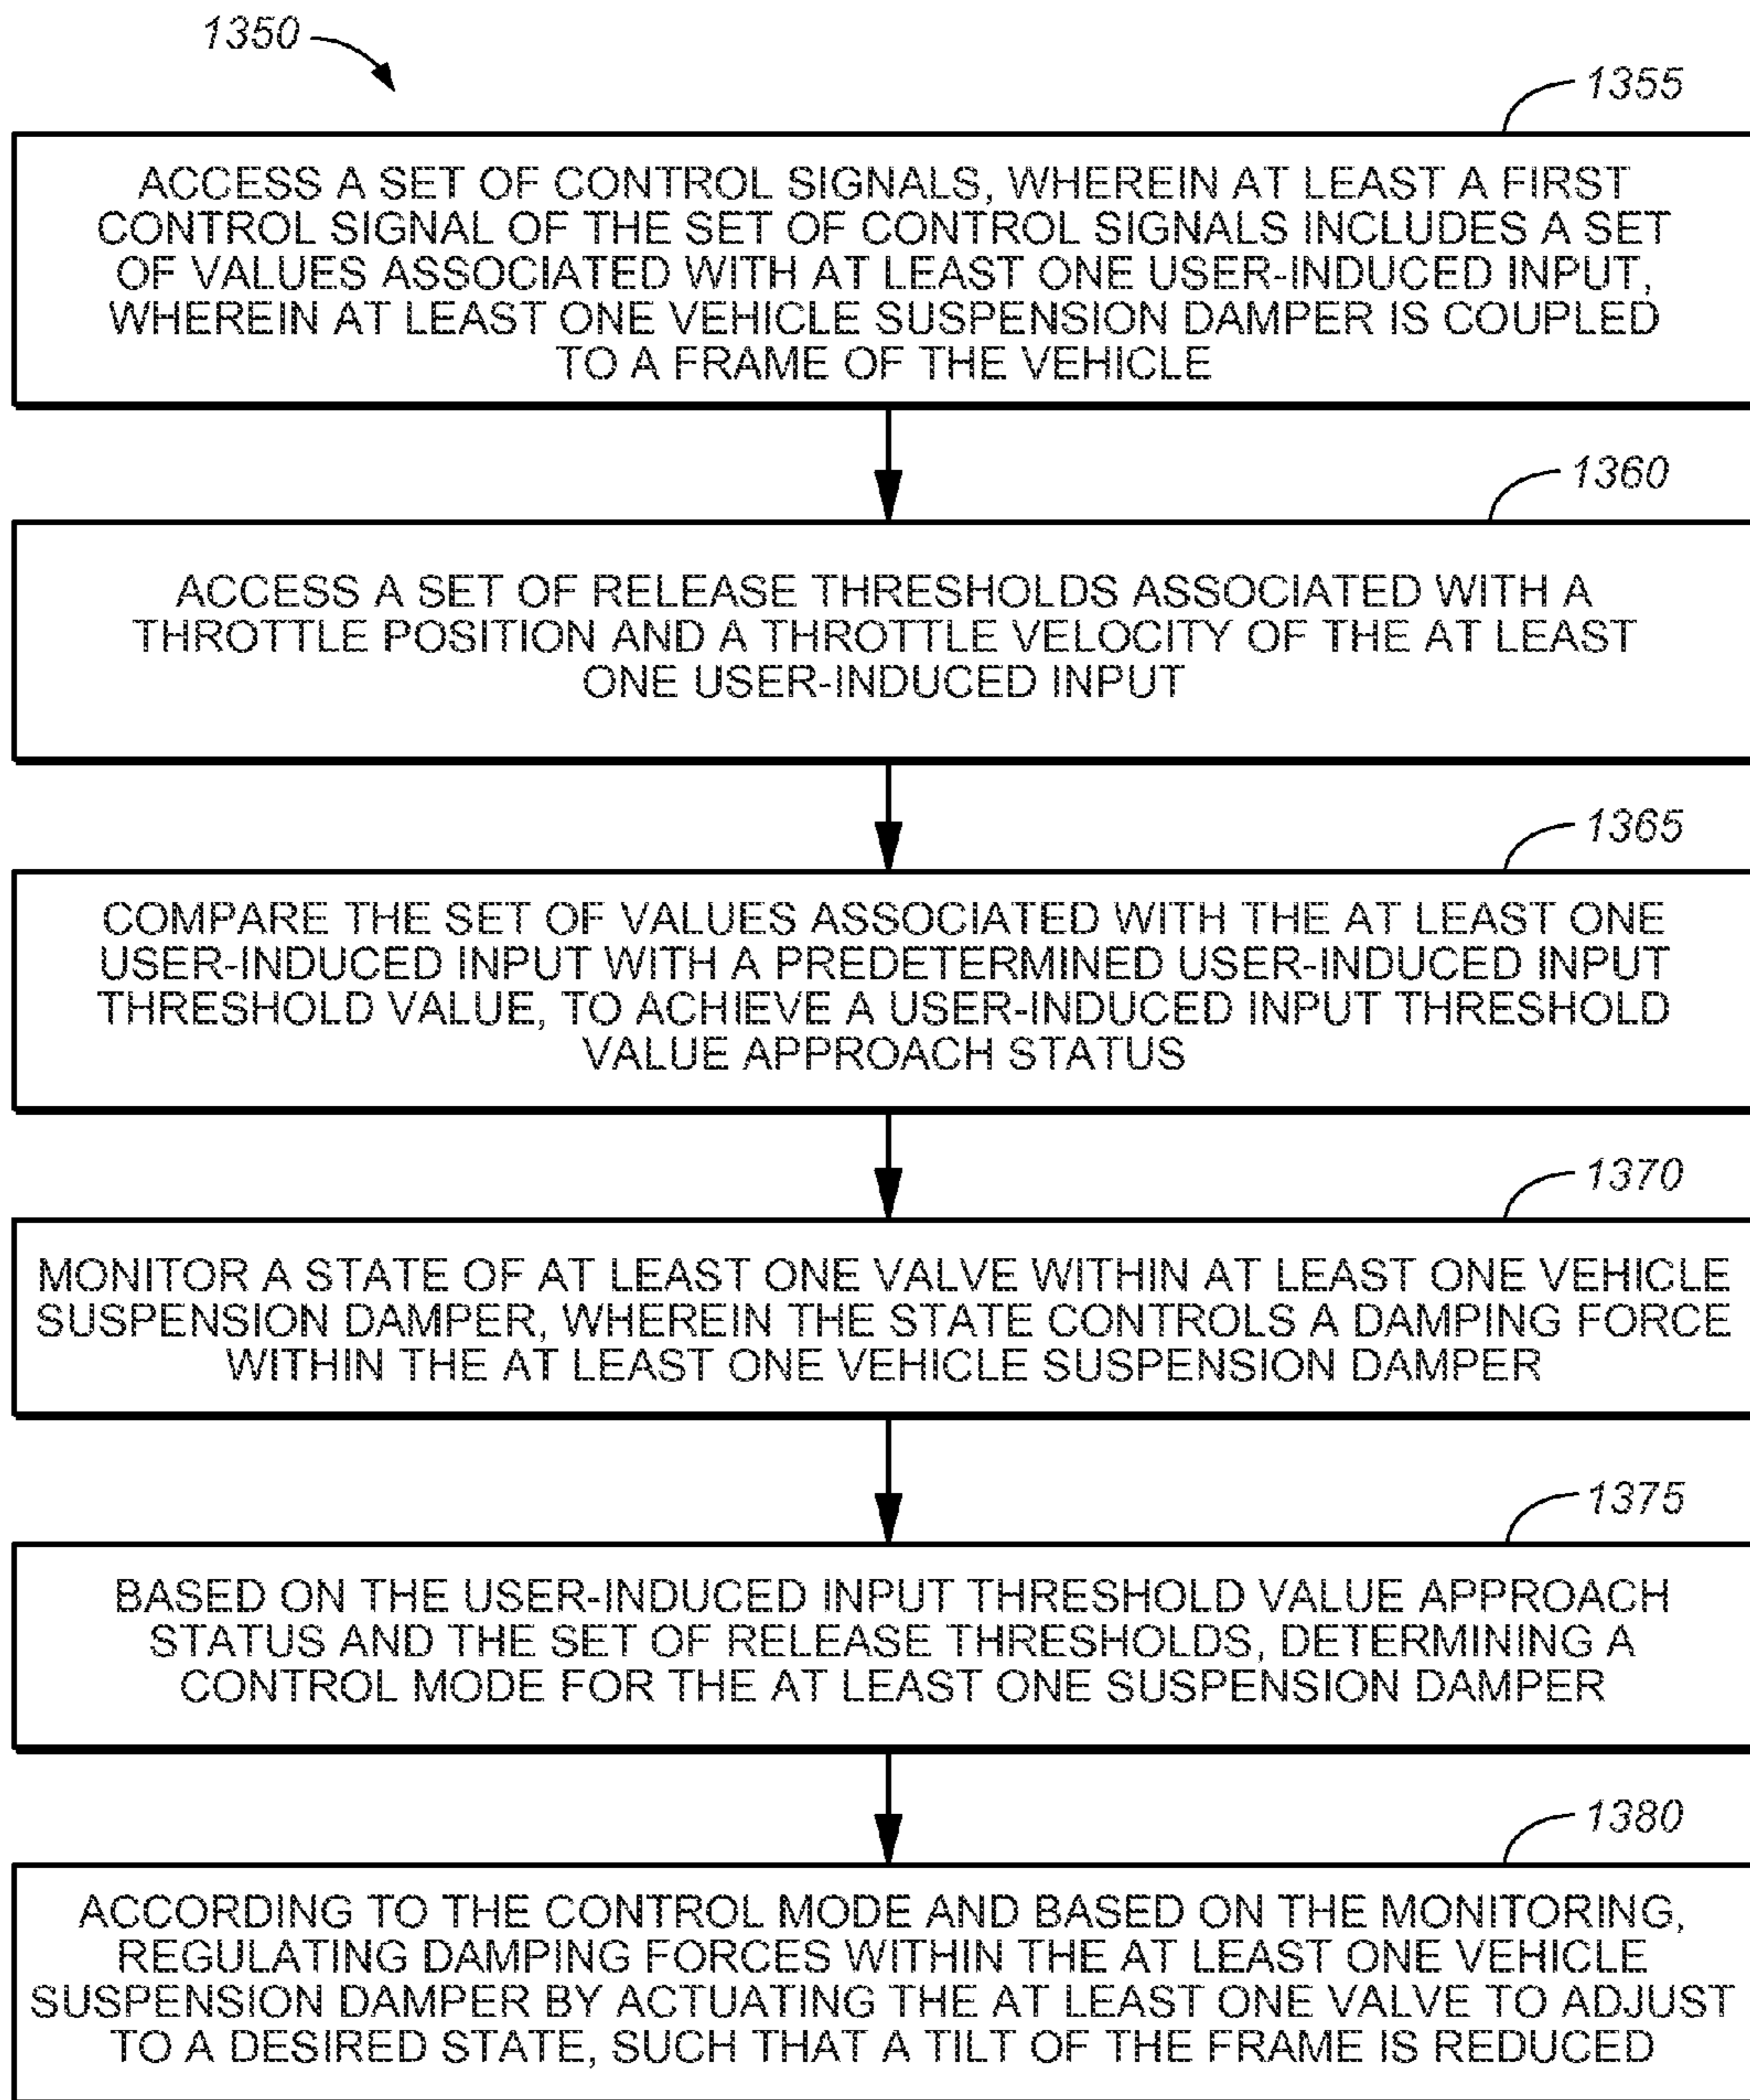 1350
1355
ACCESS A SET OF CONTROL SIGNALS, WHEREIN AT LEAST A FIRST
CONTROL SIGNAL OF THE SET OF CONTROL SIGNALS INCLUDES A SET
OF VALUES ASSOCIATED WITH AT LEAST ONE USER-INDUCED INPUT,
WHEREIN AT LEAST ONE VEHICLE SUSPENSION DAMPER IS COUPLED
TO A FRAME OF THE VEHICLE
1360
ACCESS A SET OF RELEASE THRESHOLDS ASSOCIATED WITH A
THROTTLE POSITION AND A THROTTLE VELOCITY OF THE AT LEAST
ONE USER-INDUCED INPUT
1365
COMPARE THE SET OF VALUES ASSOCIATED WITH THE AT LEAST ONE
USER-INDUCED INPUT WITH A PREDETERMINED USER-INDUCED INPUT
THRESHOLD VALUE, TO ACHIEVE A USER-INDUCED INPUT THRESHOLD
VALUE APPROACH STATUS
1370
MONITOR A STATE OF AT LEAST ONE VALVE WITHIN AT LEAST ONE VEHICLE
SUSPENSION DAMPER, WHEREIN THE STATE CONTROLS A DAMPING FORCE
WITHIN THE AT LEAST ONE VEHICLE SUSPENSION DAMPER
1375
BASED ON THE USER-INDUCED INPUT THRESHOLD VALUE APPROACH
STATUS AND THE SET OF RELEASE THRESHOLDS, DETERMINING A
CONTROL MODE FOR THE AT LEAST ONE SUSPENSION DAMPER
1380
ACCORDING TO THE CONTROL MODE AND BASED ON THE MONITORING,
REGULATING DAMPING FORCES WITHIN THE AT LEAST ONE VEHICLE
SUSPENSION DAMPER BY ACTUATING THE AT LEAST ONE VALVE TO ADJUST
TO A DESIRED STATE, SUCH THAT A TILT OF THE FRAME IS REDUCED